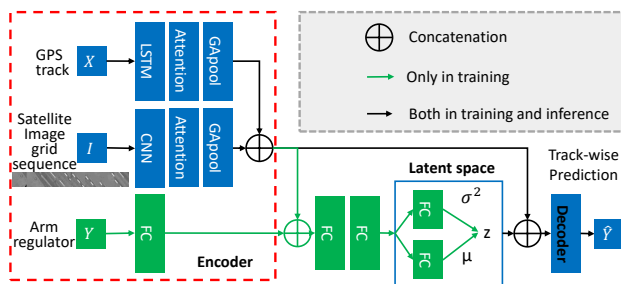 GPS
track
X
LSTM
Attention
GApool
Satellite
Image grid
sequence
I
CNN
Attention
GApool
Arm
regulator
Y
FC
Encoder
FC
FC
Latent space
FC
σ²
z
FC
μ
Track-wise
Prediction
Decoder
Ŷ
Concatenation
Only in training
Both in training and inference